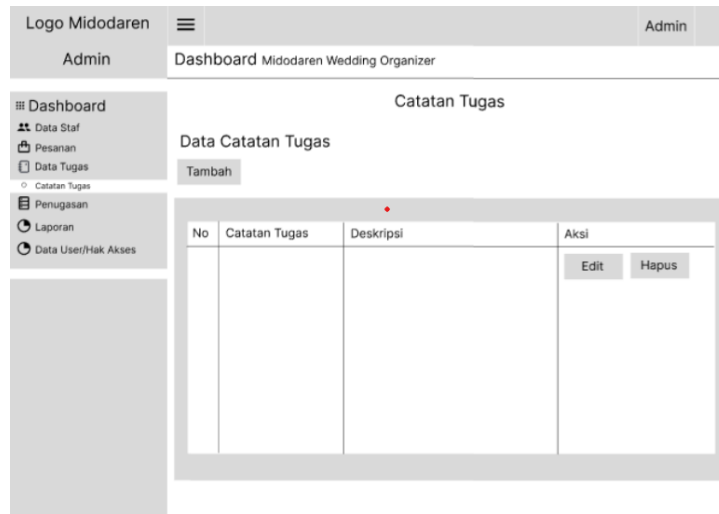 Logo Midodaren
Admin
Admin
Dashboard Midodaren Wedding Organizer
Dashboard
Data Staf
Pesanan
Data Tugas
Catatan Tugas
Penugasan
Laporan
Data User/Hak Akses
Catatan Tugas
Data Catatan Tugas
Tambah
No Catatan Tugas Deskripsi Aksi
Edit Hapus